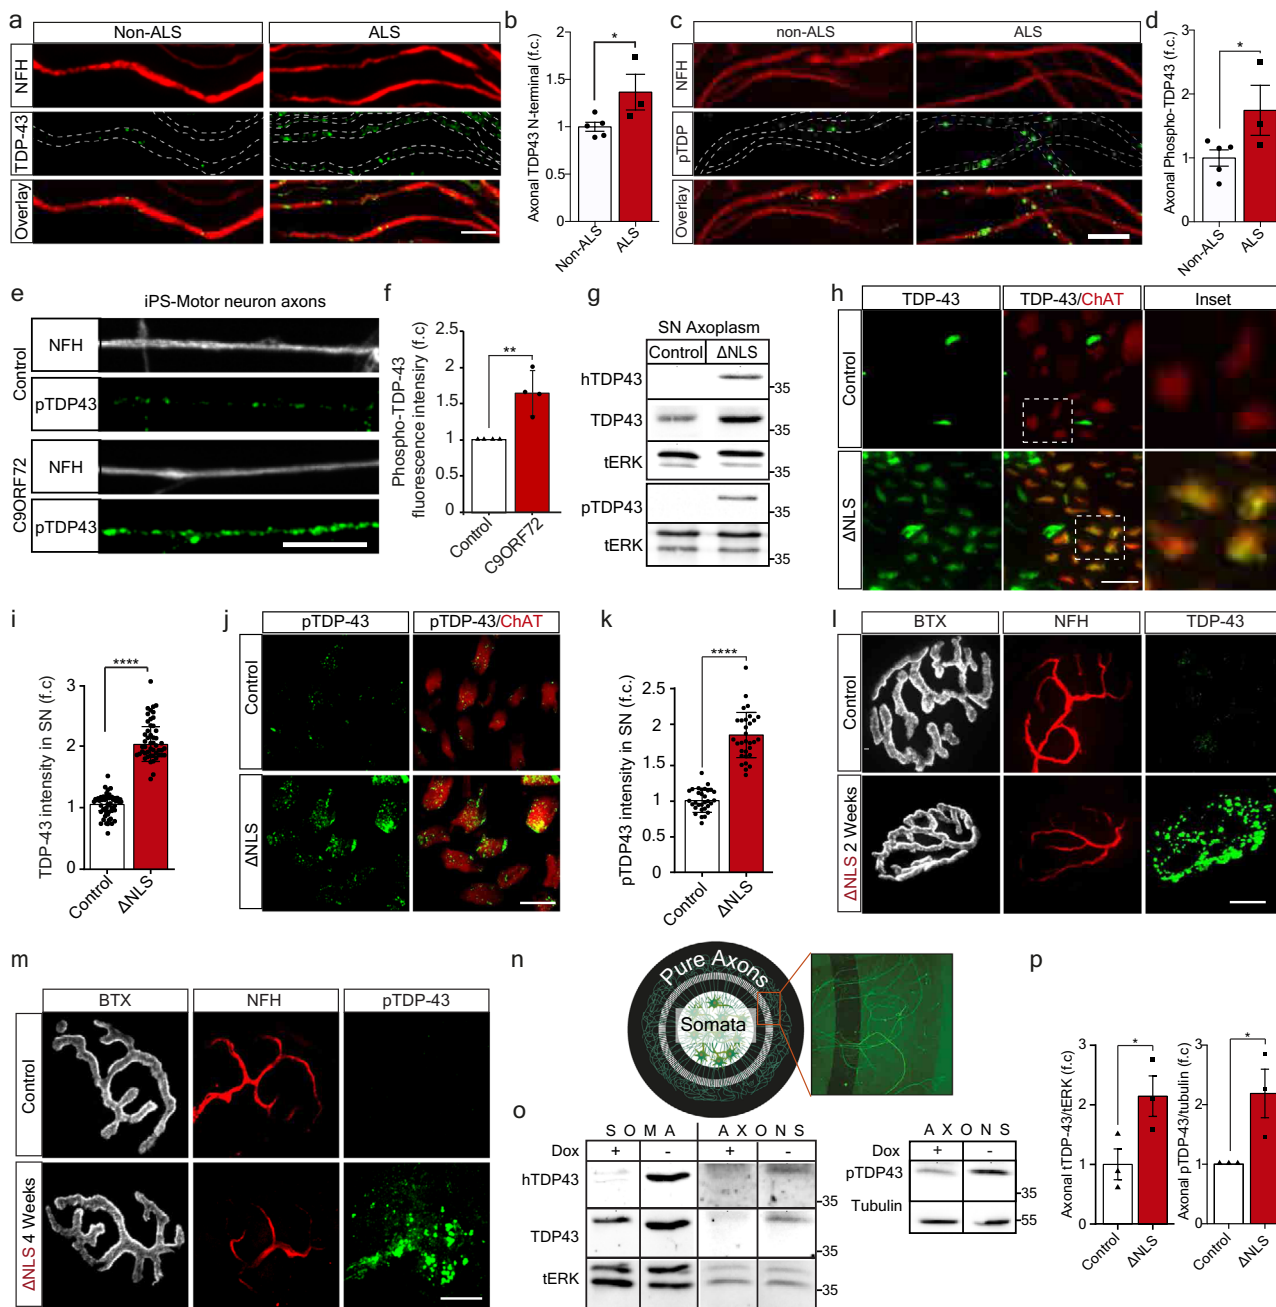 a
Non-ALS
ALS
NFH
TDP-43
Overlay
b
*
Axonal TDP43 N-terminal (f.c.)
2
1.5
1
0.5
0
Non-ALS
ALS
c
non-ALS
ALS
NFH
pTDP
Overlay
d
*
Axonal Phospho-TDP43 (f.c.)
3
2
1
0
Non-ALS
ALS
e
iPS-Motor neuron axons
Control
NFH
pTDP43
C9ORF72
NFH
pTDP43
f
**
Phospho-TDP-43
fluorescence intensity (f.c)
2.5
2
1.5
1
0.5
0
Control
C9ORF72
g
SN Axoplasm
Control
ΔNLS
hTDP43
35
TDP43
35
tERK
35
pTDP43
tERK
35
h
TDP-43
TDP-43/ChAT
Inset
Control
ΔNLS
i
****
TDP-43 intensity in SN (f.c)
3
2
1
0
Control
ΔNLS
j
pTDP-43
pTDP-43/ChAT
Control
ΔNLS
k
****
pTDP43 intensity in SN (f.c)
2.5
2
1.5
1
0.5
0
Control
ΔNLS
l
BTX
NFH
TDP-43
Control
ΔNLS 2 Weeks
m
BTX
NFH
pTDP-43
Control
ΔNLS 4 Weeks
n
Pure Axons
Somata
o
SOMA
AXONS
Dox
+
-
+
-
hTDP43
35
TDP43
35
tERK
35
AXONS
Dox
+
-
pTDP43
35
Tubulin
55
p
*
Axonal tTDP-43/tERK (f.c)
4
3
2
1
0
Control
ΔNLS
*
Axonal pTDP-43/tubulin (f.c)
4
3
2
1
0
Control
ΔNLS